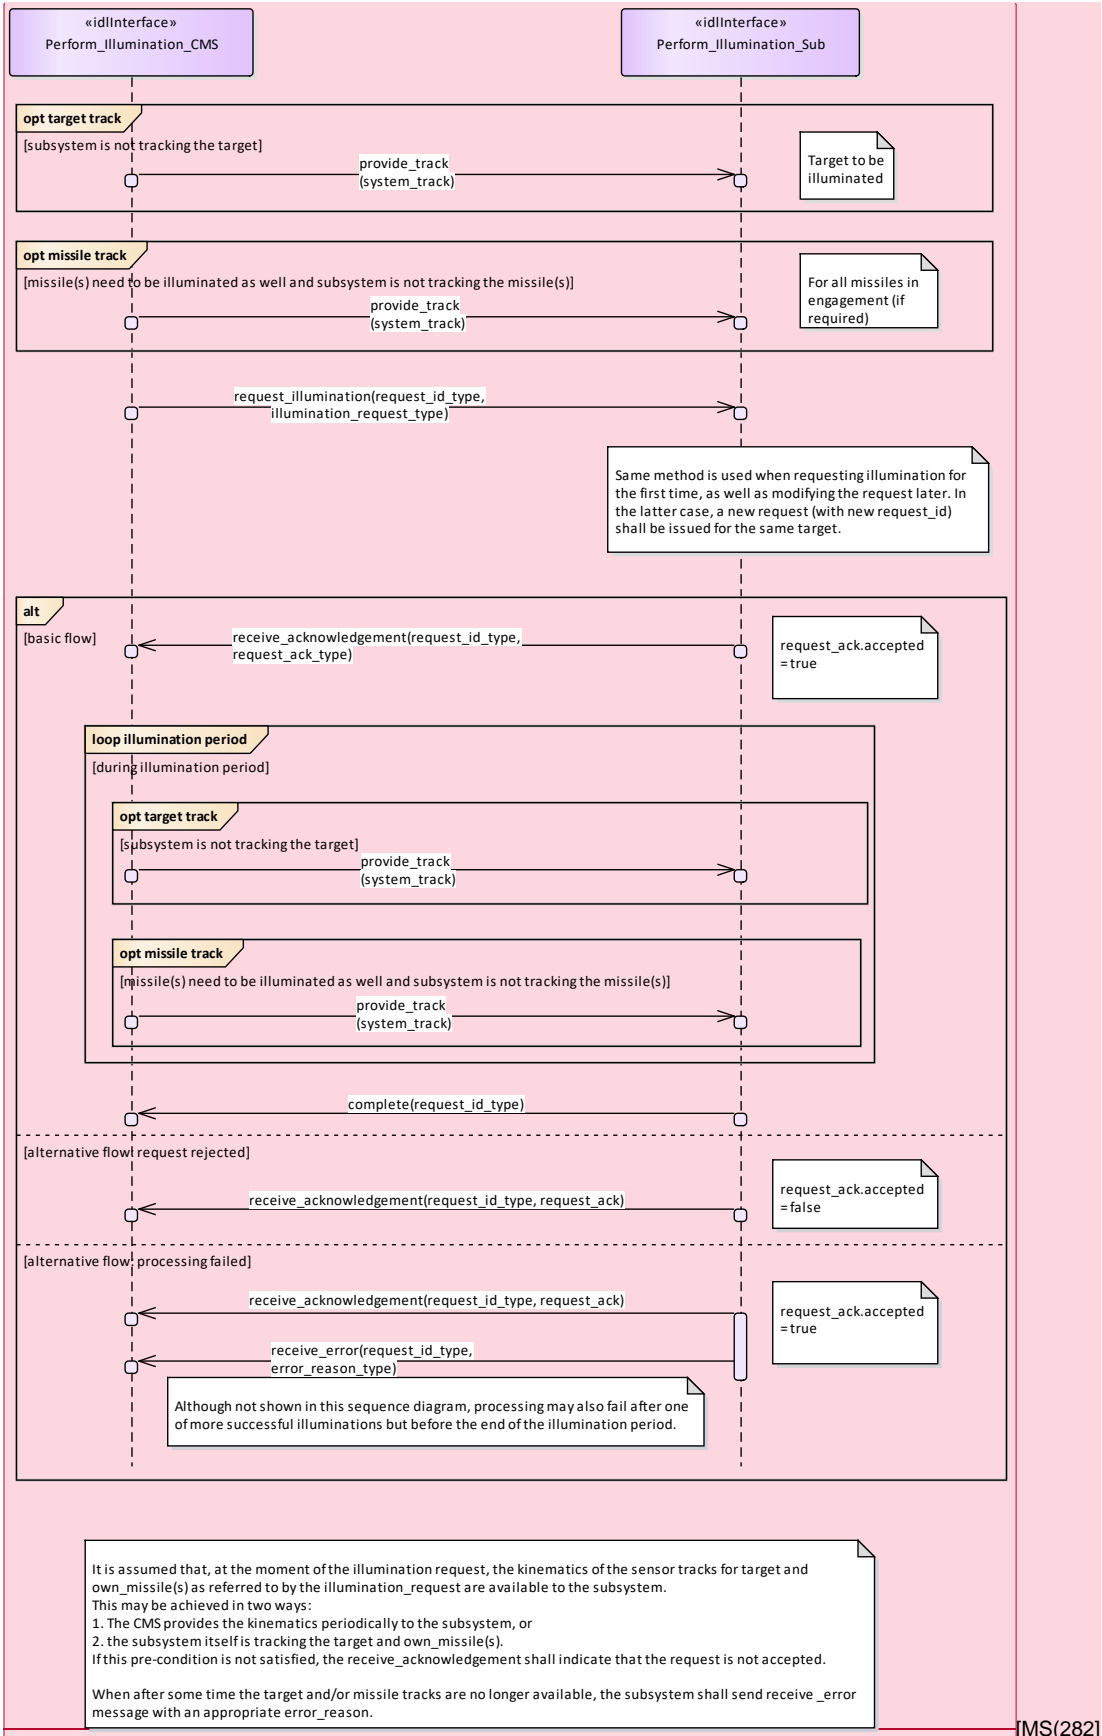 «idlInterface»
Perform_Illumination_CMS
«idlInterface»
Perform_Illumination_Sub
opt target track
[subsystem is not tracking the target]
provide_track
(system_track)
Target to be
illuminated
opt missile track
[missile(s) need to be illuminated as well and subsystem is not tracking the missile(s)]
provide_track
(system_track)
For all missiles in
engagement (if
required)
request_illumination(request_id_type,
illumination_request_type)
Same method is used when requesting illumination for
the first time, as well as modifying the request later. In
the latter case, a new request (with new request_id)
shall be issued for the same target.
alt
[basic flow]
receive_acknowledgement(request_id_type,
request_ack_type)
request_ack.accepted
=true
loop illumination period
[during illumination period]
opt target track
[subsystem is not tracking the target]
provide_track
(system_track)
opt missile track
[missile(s) need to be illuminated as well and subsystem is not tracking the missile(s)]
provide_track
(system_track)
complete(request_id_type)
[alternative flow: request rejected]
receive_acknowledgement(request_id_type, request_ack)
request_ack.accepted
=false
[alternative flow: processing failed]
receive_acknowledgement(request_id_type, request_ack)
request_ack.accepted
=true
receive_error(request_id_type,
error_reason_type)
Although not shown in this sequence diagram, processing may also fail after one
of more successful illuminations but before the end of the illumination period.
It is assumed that, at the moment of the illumination request, the kinematics of the sensor tracks for target and
own_missile(s) as referred to by the illumination_request are available to the subsystem.
This may be achieved in two ways:
1. The CMS provides the kinematics periodically to the subsystem, or
2. the subsystem itself is tracking the target and own_missile(s).
If this pre-condition is not satisfied, the receive_acknowledgement shall indicate that the request is not accepted.
When after some time the target and/or missile tracks are no longer available, the subsystem shall send receive _error
message with an appropriate error_reason.
[MS(282]